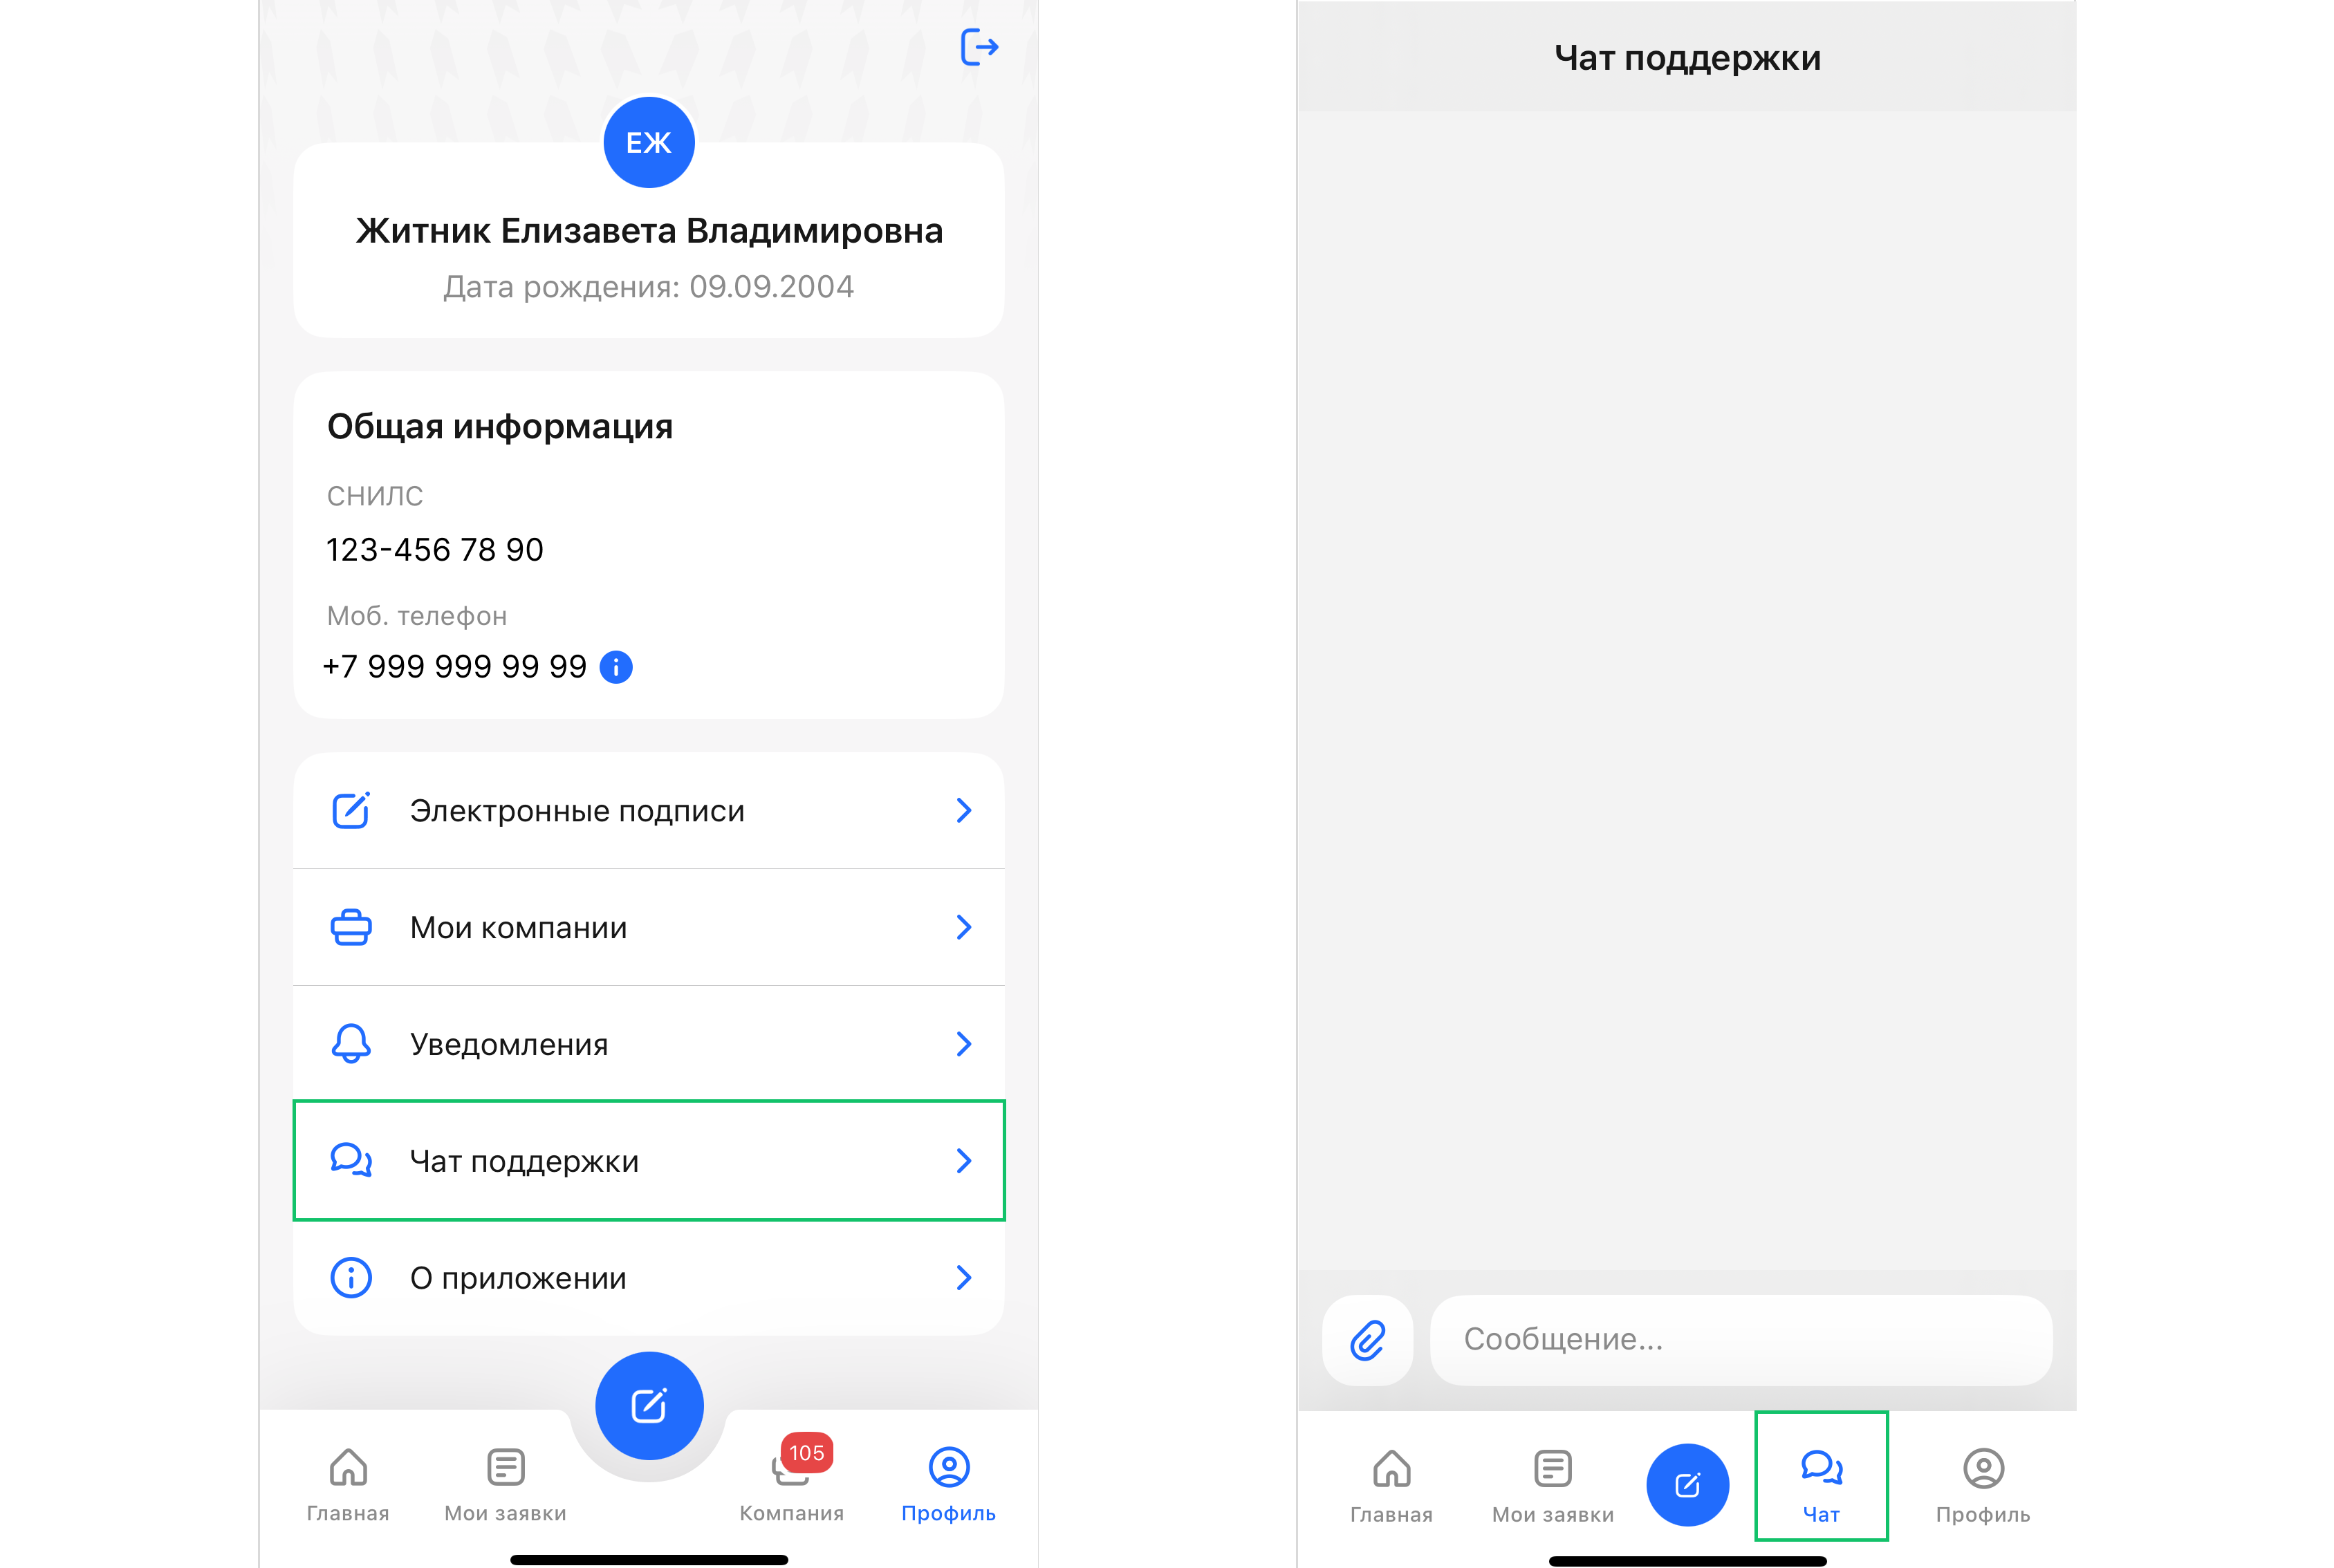 ЕЖ
Житник Елизавета Владимировна
Дата рождения: 09.09.2004
Общая информация
СНИЛС
123-456 78 90
Моб. телефон
+7 999 999 99 99
Электронные подписи
Мои компании
Уведомления
Чат поддержки
О приложении
105
Главная
Мои заявки
Компания
Профиль
Чат поддержки
Сообщение...
Главная
Мои заявки
Чат
Профиль